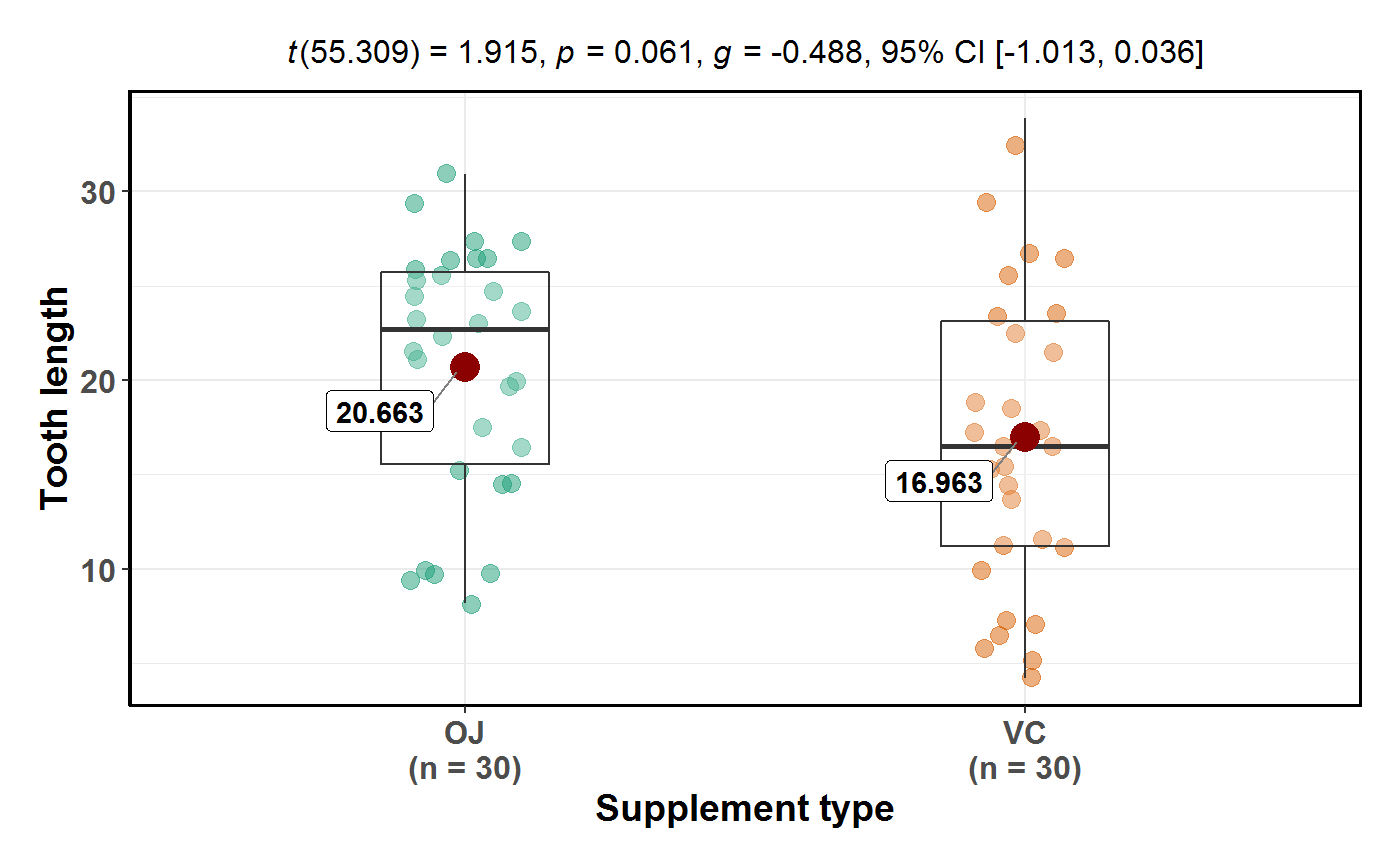 t(55.309) = 1.915, p = 0.061, g = -0.488, 95% CI [-1.013, 0.036]
Tooth length
30
20
10
20.663
16.963
OJ
(n = 30)
VC
(n = 30)
Supplement type